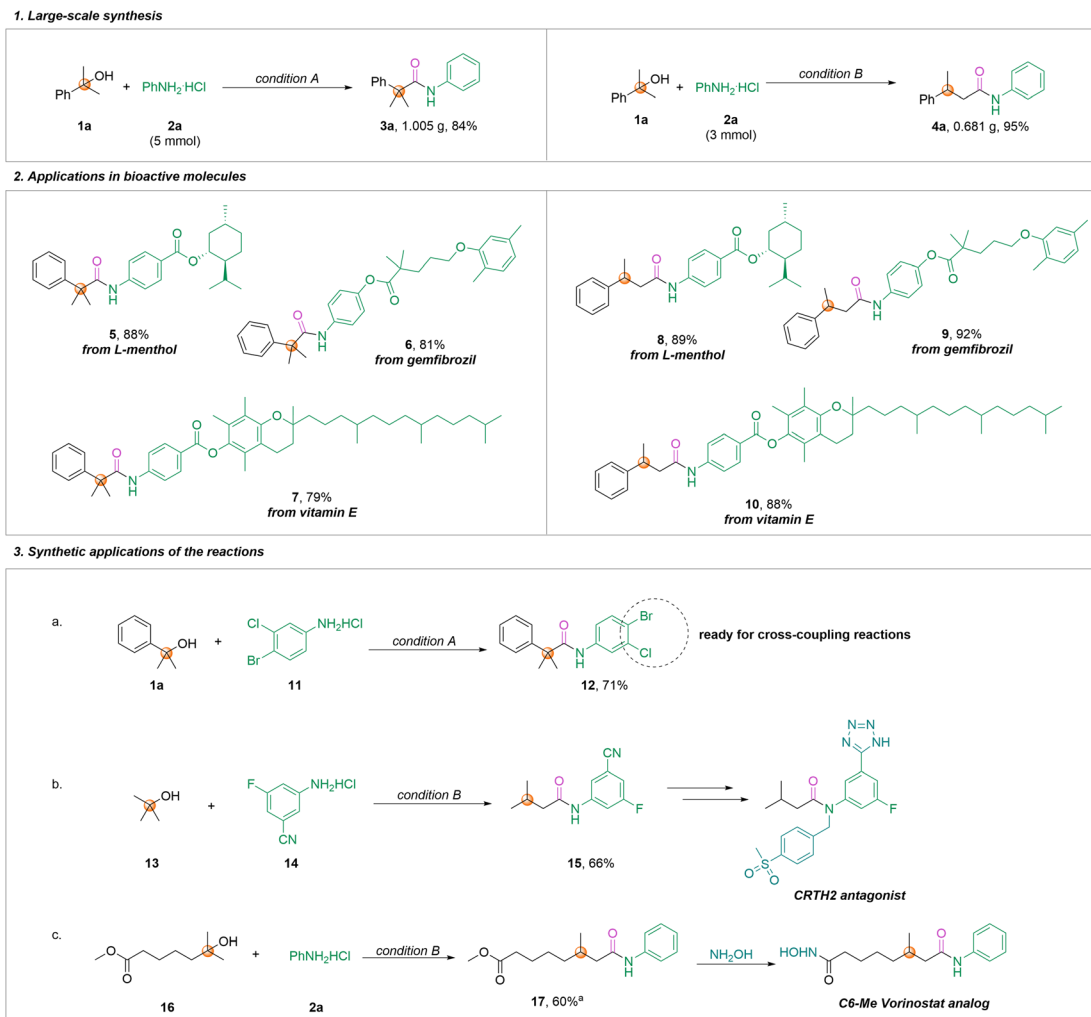 1. Large-scale synthesis
Ph
OH
1a
+
PhNH2·HCl
2a
(5 mmol)
condition A
Ph
O
N
H
3a, 1.005 g, 84%
Ph
OH
1a
+
PhNH2·HCl
2a
(3 mmol)
condition B
Ph
O
N
H
4a, 0.681 g, 95%
2. Applications in bioactive molecules
O
N
H
O
O
5, 88%
from L-menthol
O
N
H
O
O
O
6, 81%
from gemfibrozil
O
N
H
O
O
O
7, 79%
from vitamin E
O
N
H
O
O
8, 89%
from L-menthol
O
N
H
O
O
O
9, 92%
from gemfibrozil
O
N
H
O
O
O
10, 88%
from vitamin E
3. Synthetic applications of the reactions
a.
OH
1a
+
Cl
Br
NH2HCl
11
condition A
O
N
H
Br
Cl
12, 71%
ready for cross-coupling reactions
b.
OH
13
+
F
NH2HCl
CN
14
condition B
O
N
H
CN
F
15, 66%
N
N
N
NH
O
N
F
S
O
O
CRTH2 antagonist
c.
O
O
OH
16
+
PhNH2HCl
2a
condition B
O
O
O
N
H
17, 60%a
NH2OH
HOHN
O
O
N
H
C6-Me Vorinostat analog